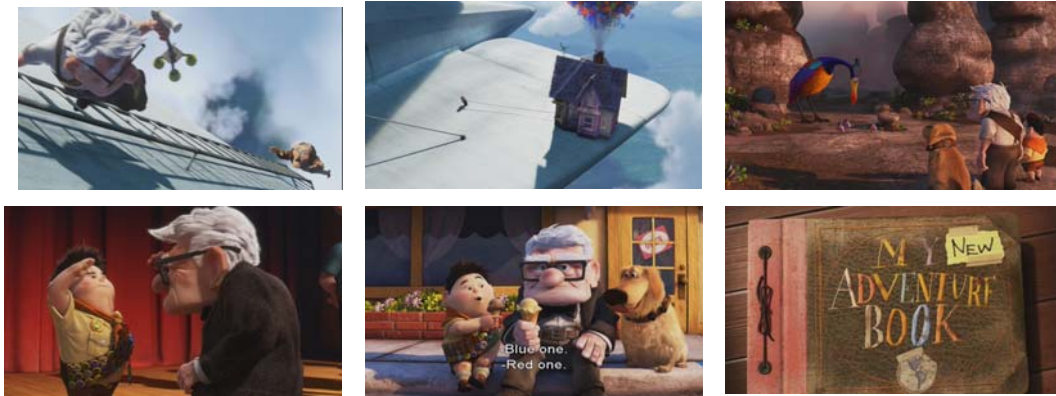 Blue one.
-Red one.
MY NEW
ADVENTURE
BOOK